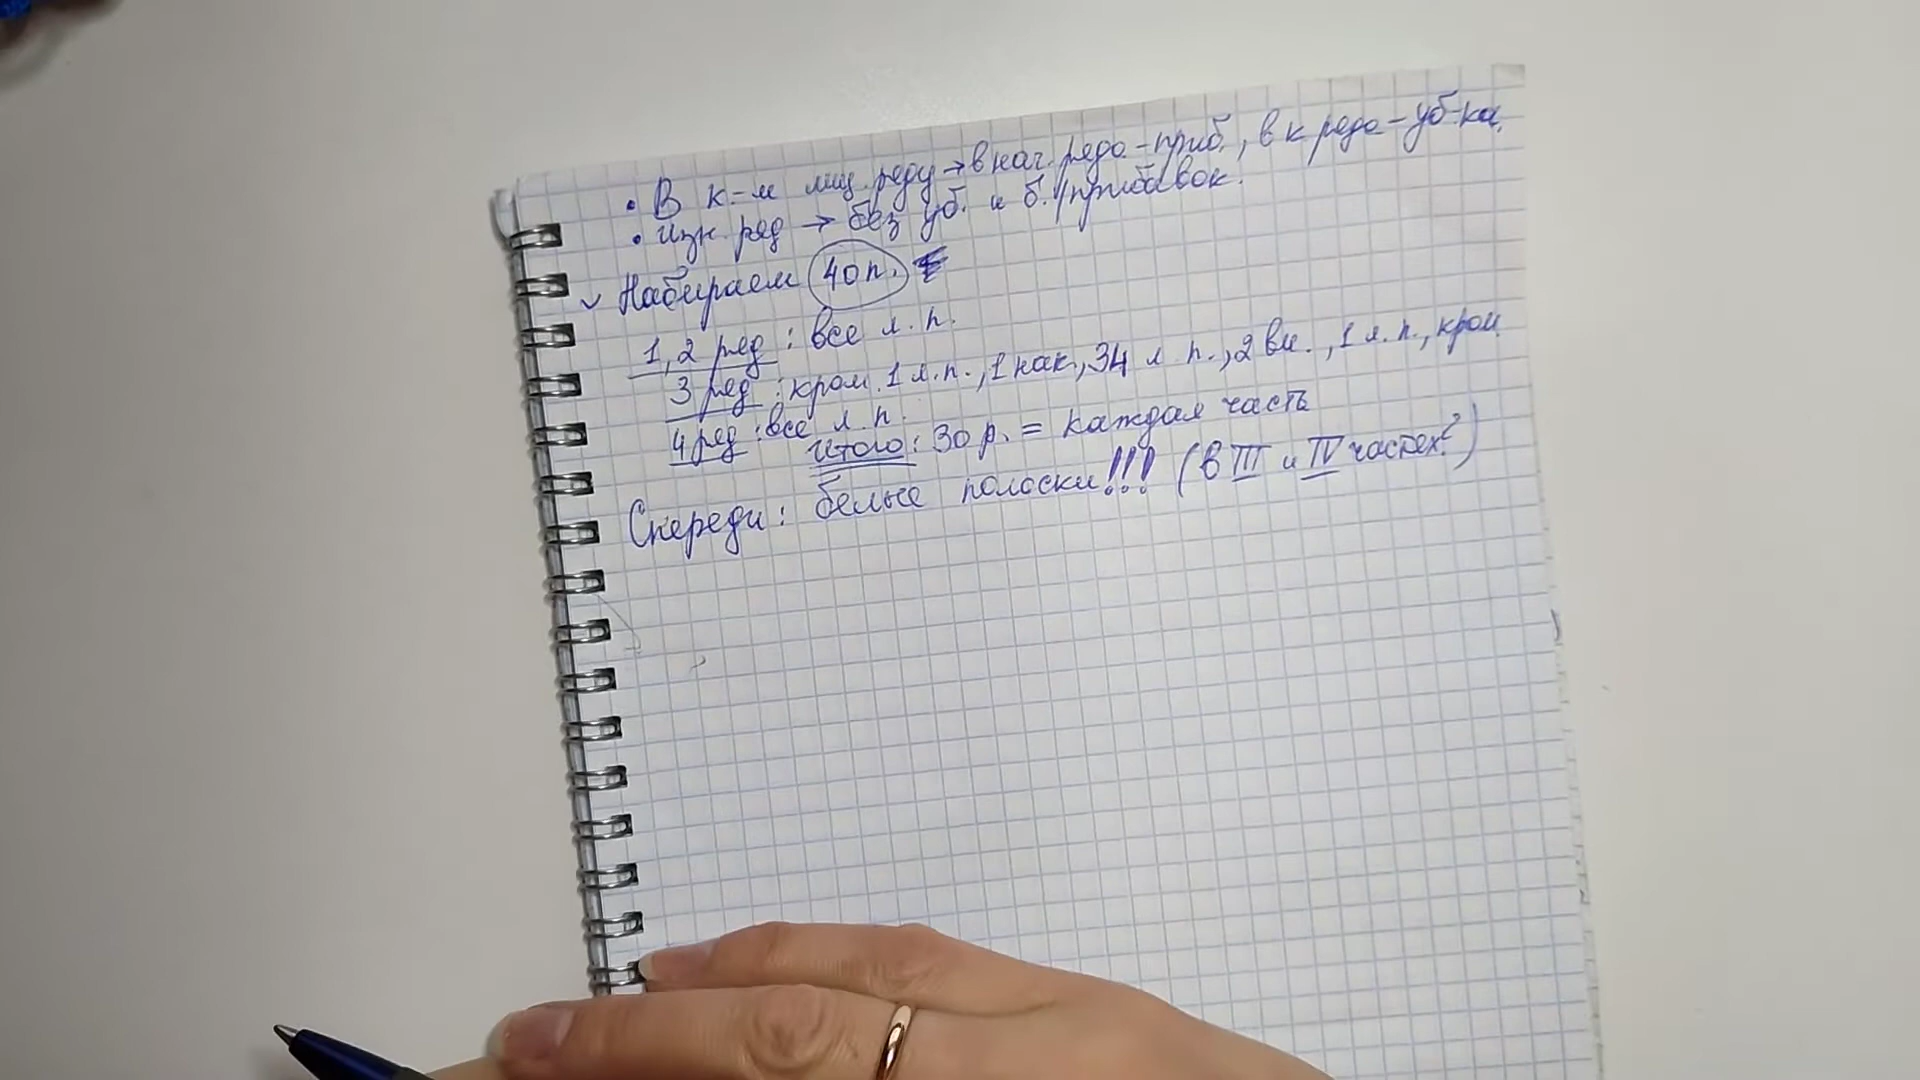 • В к-м лиц. ряду → в нач. ряда - приб., в к ряда - уб-ка.
• Изн. ряд → без уб. и б. прибавок.
✓ Набираем 40 п.
1, 2 ряд: все л. п.
3 ряд: кром. 1 л. п., 1 нак., 34 л. п., 2 вм., 1 л. п., кром.
4 ряд: все л. п.
Итого: 30 р. = каждая часть
Спереди: белые полоски!!! (в III и IV частях?)